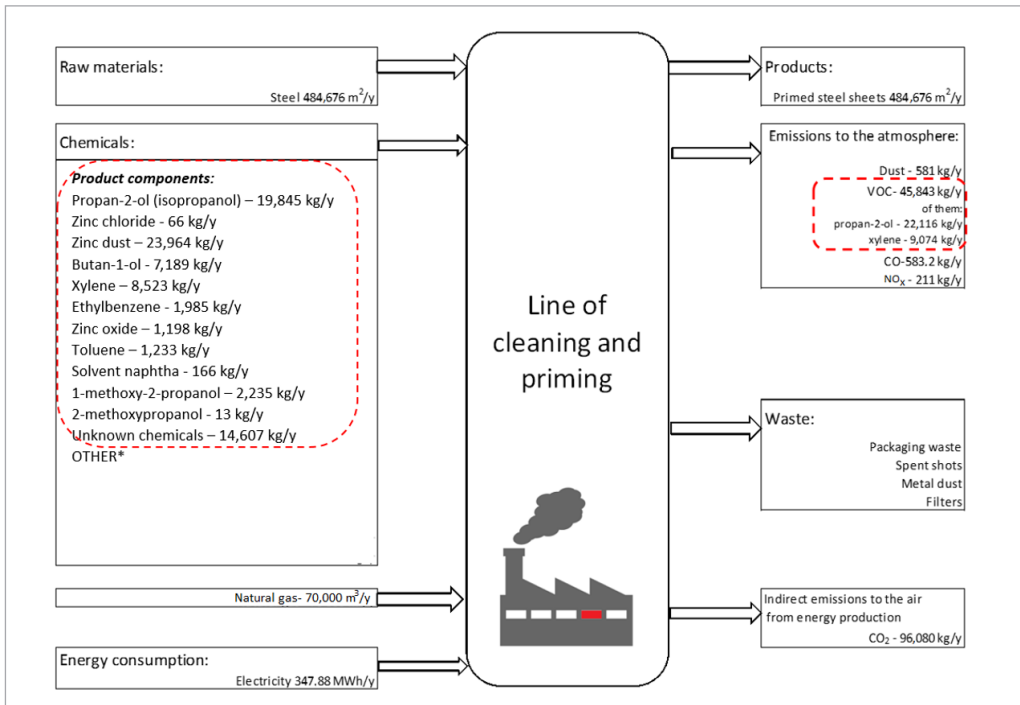 Raw materials:
Steel 484,676 m²/y
Chemicals:
Product components:
Propan-2-ol (isopropanol) – 19,845 kg/y
Zinc chloride - 66 kg/y
Zinc dust – 23,964 kg/y
Butan-1-ol - 7,189 kg/y
Xylene – 8,523 kg/y
Ethylbenzene - 1,985 kg/y
Zinc oxide – 1,198 kg/y
Toluene – 1,233 kg/y
Solvent naphtha - 166 kg/y
1-methoxy-2-propanol – 2,235 kg/y
2-methoxypropanol - 13 kg/y
Unknown chemicals – 14,607 kg/y
OTHER*
Natural gas- 70,000 m³/y
Energy consumption:
Electricity 347.88 MWh/y
Line of
cleaning and
priming
Products:
Primed steel sheets 484,676 m²/y
Emissions to the atmosphere:
Dust - 581 kg/y
VOC- 45,843 kg/y
of them:
propan-2-ol - 22,116 kg/y
xylene - 9,074 kg/y
CO-583.2 kg/y
NOₓ - 211 kg/y
Waste:
Packaging waste
Spent shots
Metal dust
Filters
Indirect emissions to the air
from energy production
CO₂ - 96,080 kg/y